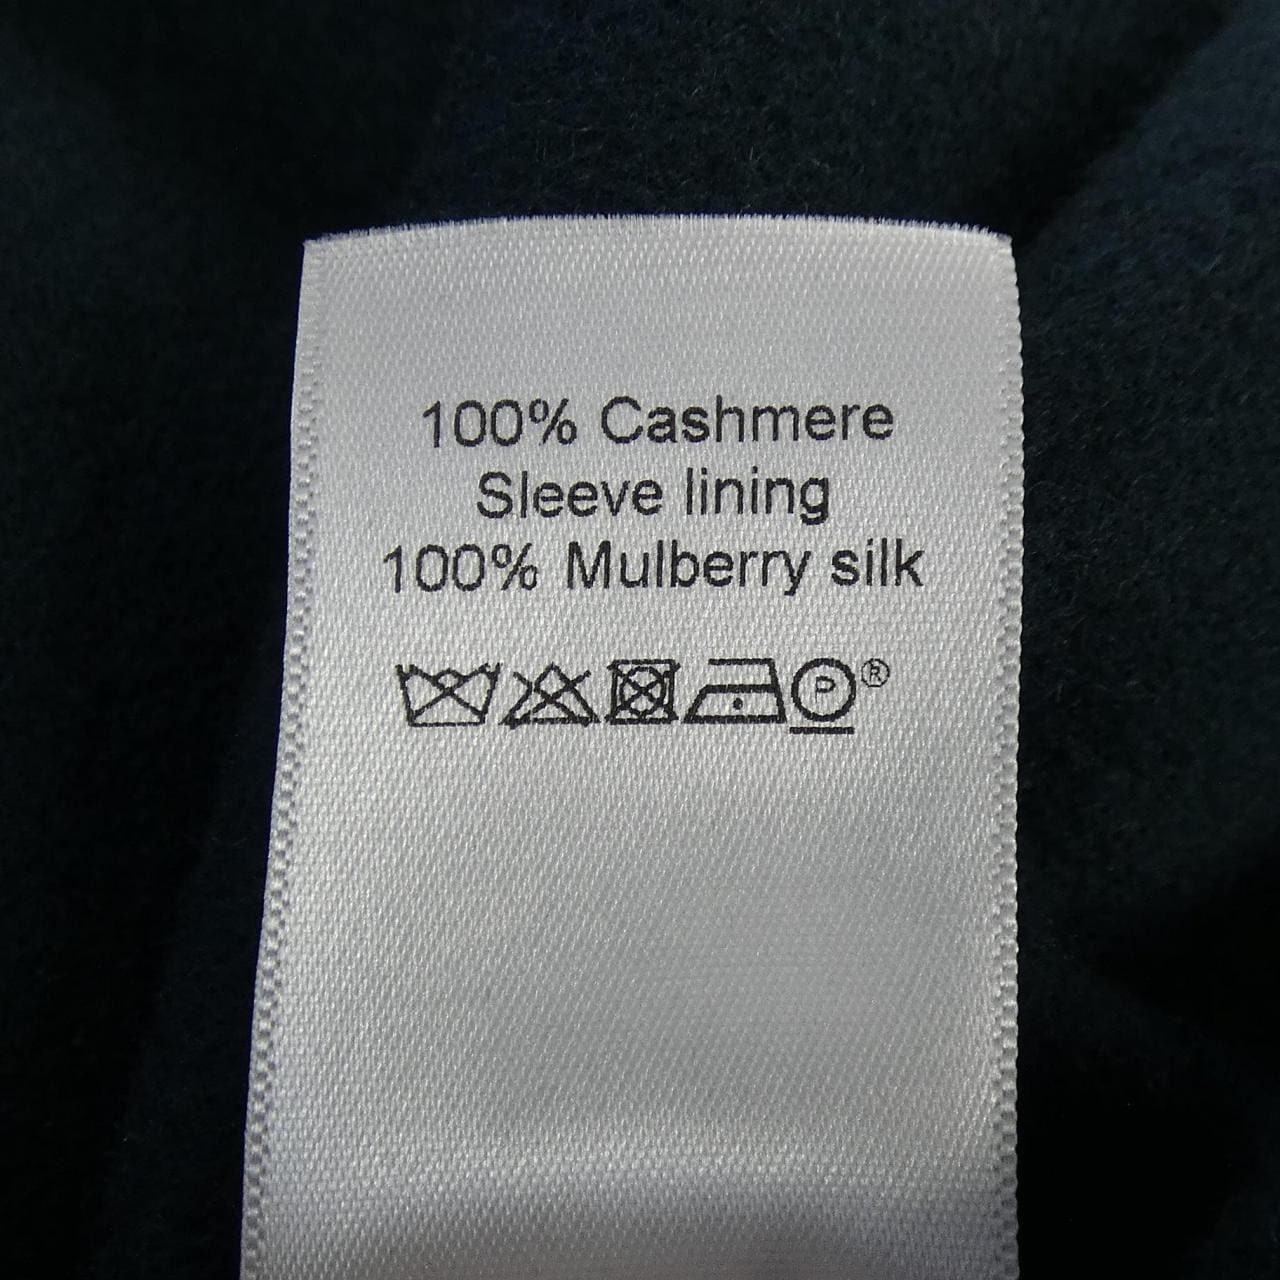 100% Cashmere
Sleeve lining
100% Mulberry silk
P ®